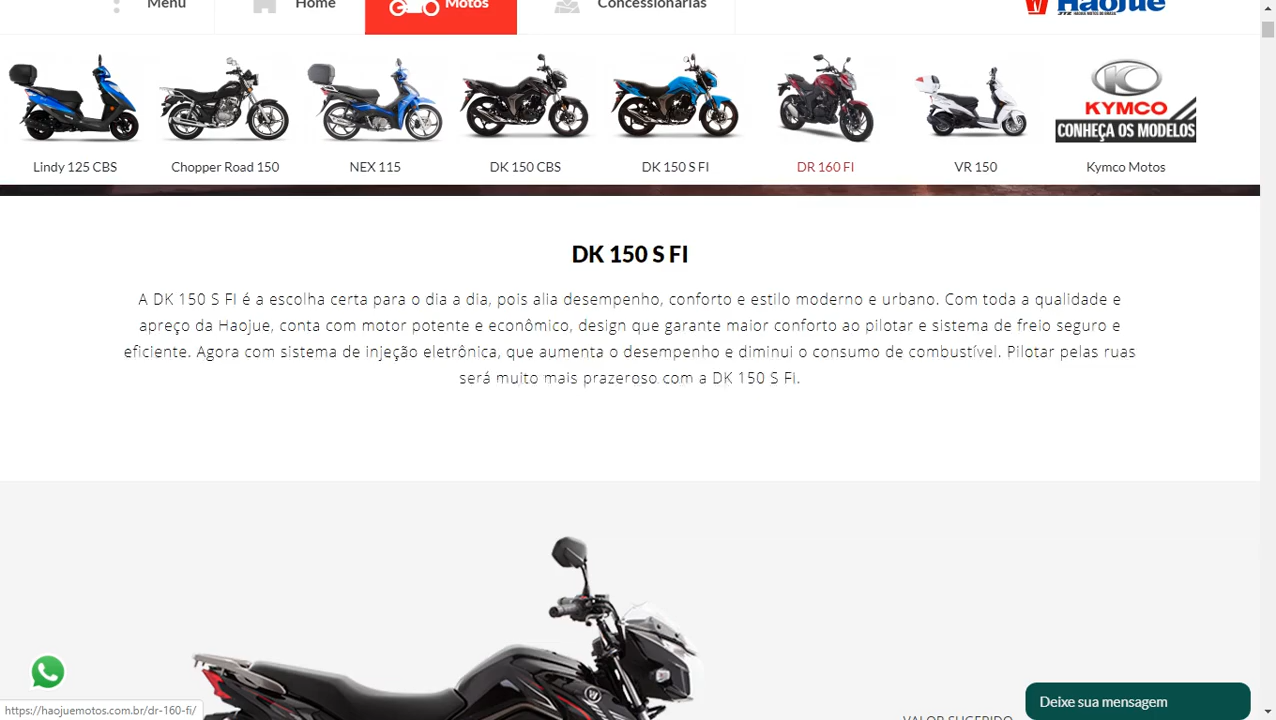 Menu
Home
Motos
Concessionárias
Haojue
Lindy 125 CBS
Chopper Road 150
NEX 115
DK 150 CBS
DK 150 S FI
DR 160 FI
VR 150
KYMCO
CONHEÇA OS MODELOS
Kymco Motos
DK 150 S FI
A DK 150 S FI é a escolha certa para o dia a dia, pois alia desempenho, conforto e estilo moderno e urbano. Com toda a qualidade e
apreço da Haojue, conta com motor potente e econômico, design que garante maior conforto ao pilotar e sistema de freio seguro e
eficiente. Agora com sistema de injeção eletrônica, que aumenta o desempenho e diminui o consumo de combustível. Pilotar pelas ruas
será muito mais prazeroso com a DK 150 S FI.
VALOR SUGERIDO
https://haojuemotos.com.br/dr-160-fi/
Deixe sua mensagem